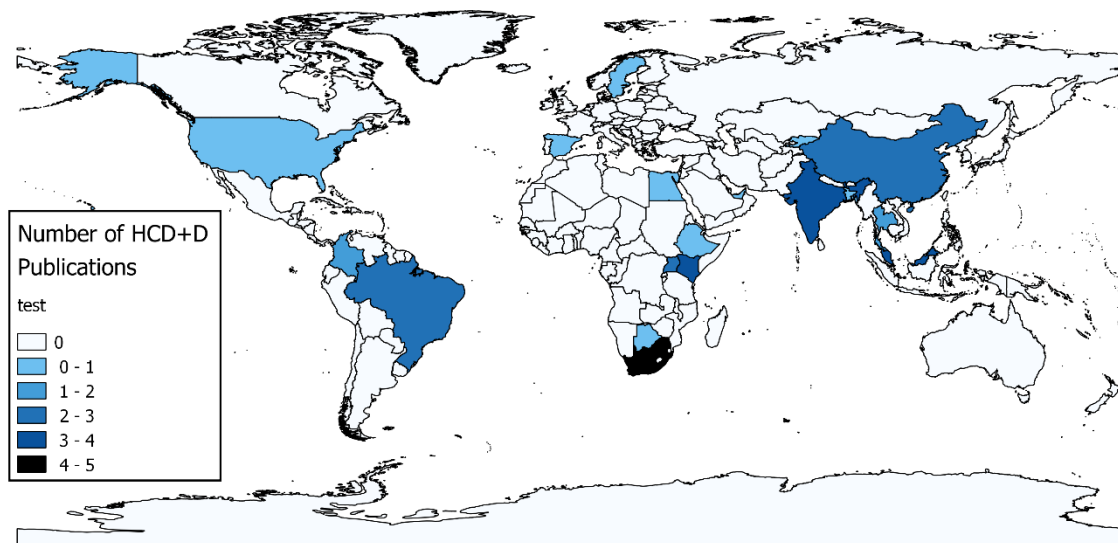 Number of HCD+D
Publications
test
0
0 - 1
1 - 2
2 - 3
3 - 4
4 - 5